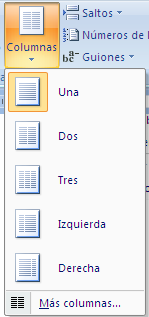 Columnas
Saltos
Números de
Guiones
Una
Dos
Tres
Izquierda
Derecha
Más columnas...